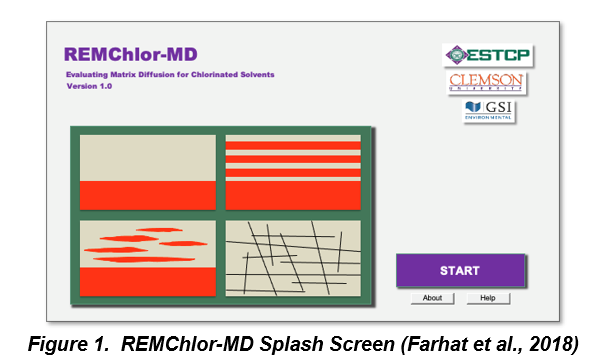 REMChlor-MD
Evaluating Matrix Diffusion for Chlorinated Solvents
Version 1.0
ESTCP
CLEMSON
UNIVERSITY
GSI
ENVIRONMENTAL
START
About
Help
Figure 1. REMChlor-MD Splash Screen (Farhat et al., 2018)